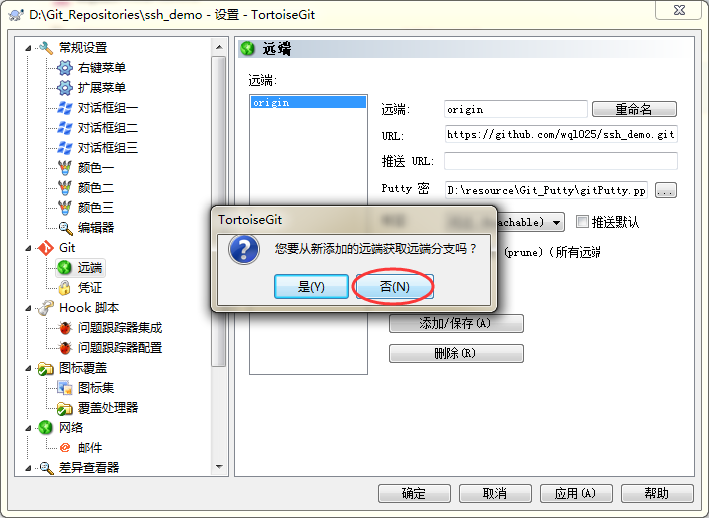 D:\Git_Repositories\ssh_demo - 设置 - TortoiseGit
常规设置
右键菜单
扩展菜单
对话框组一
对话框组二
对话框组三
颜色一
颜色二
颜色三
编辑器
Git
远端
凭证
Hook 脚本
问题跟踪器集成
问题跟踪器配置
图标覆盖
图标集
覆盖处理器
网络
邮件
差异查看器
远端
远端:
origin
远端: origin 重命名
URL: https://github.com/wql025/ssh_demo.git
推送 URL:
Putty 密 D:\resource\Git_Putty\gitPutty.pp ...
achable) 推送默认
(prune) (所有远端
添加/保存(A)
删除(R)
TortoiseGit
您要从新添加的远端获取远端分支吗？
是(Y) 否(N)
确定 取消 应用(A) 帮助